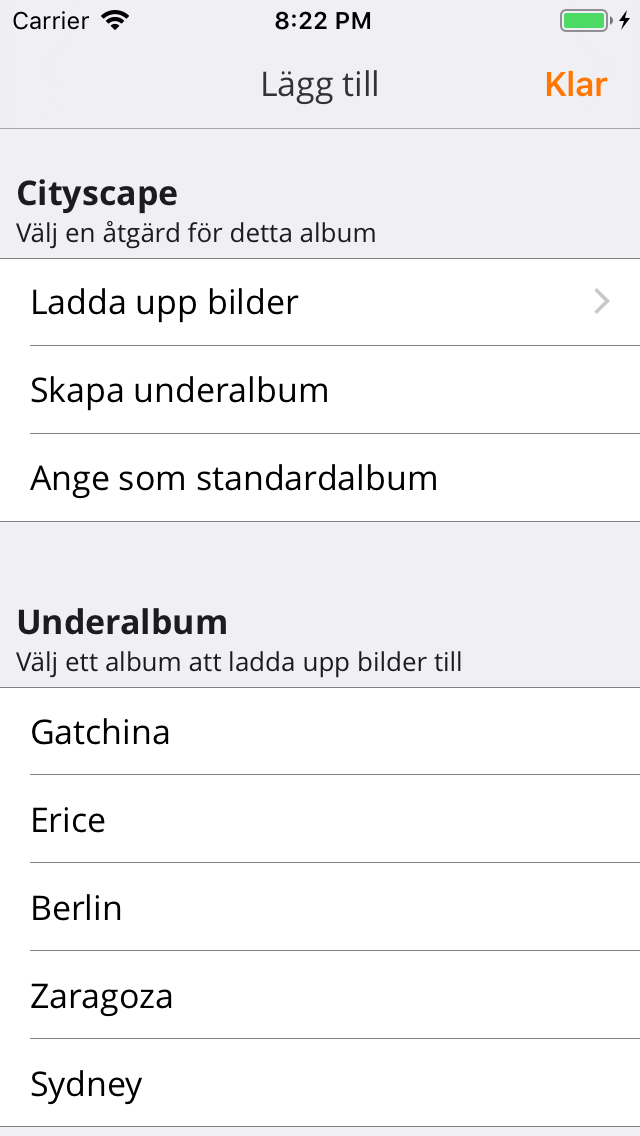 Carrier 8:22 PM
Lägg till Klar
Cityscape
Välj en åtgärd för detta album
Ladda upp bilder
Skapa underalbum
Ange som standardalbum
Underalbum
Välj ett album att ladda upp bilder till
Gatchina
Erice
Berlin
Zaragoza
Sydney